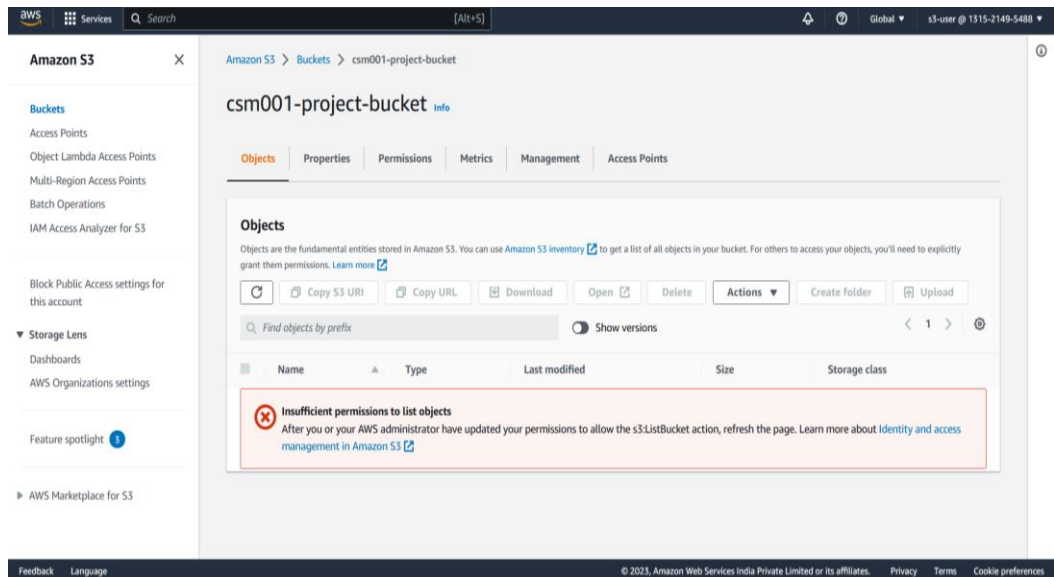 aws Services Search [Alt+S] Global s3-user @ 1315-2149-5488
Amazon S3
Buckets
Access Points
Object Lambda Access Points
Multi-Region Access Points
Batch Operations
IAM Access Analyzer for S3
Block Public Access settings for
this account
Storage Lens
Dashboards
AWS Organizations settings
Feature spotlight 3
AWS Marketplace for S3
Amazon S3 > Buckets > csm001-project-bucket
csm001-project-bucket Info
Objects Properties Permissions Metrics Management Access Points
Objects
Objects are the fundamental entities stored in Amazon S3. You can use Amazon S3 inventory to get a list of all objects in your bucket. For others to access your objects, you'll need to explicitly
grant them permissions. Learn more
Copy S3 URI Copy URL Download Open Delete Actions Create folder Upload
Find objects by prefix Show versions < 1 >
Name Type Last modified Size Storage class
Insufficient permissions to list objects
After you or your AWS administrator have updated your permissions to allow the s3:ListBucket action, refresh the page. Learn more about Identity and access
management in Amazon S3
Feedback Language © 2023, Amazon Web Services India Private Limited or its affiliates. Privacy Terms Cookie preferences